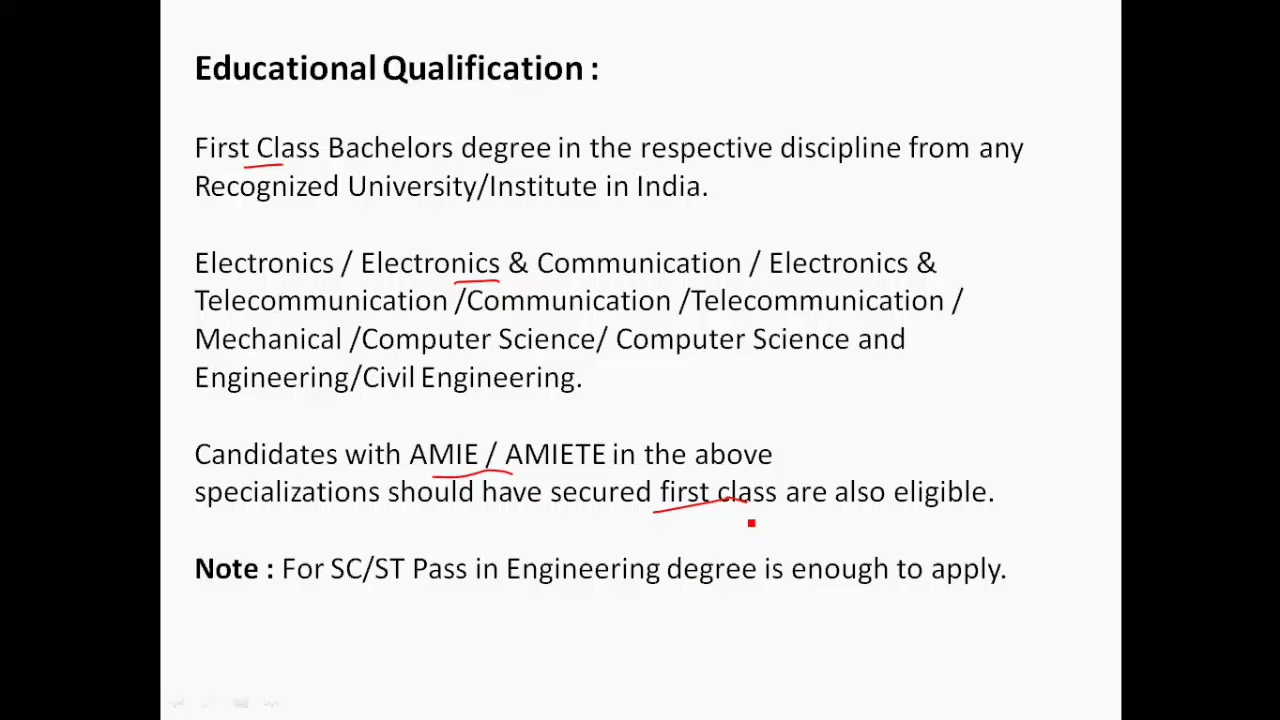 Educational Qualification :
First Class Bachelors degree in the respective discipline from any
Recognized University/Institute in India.
Electronics / Electronics & Communication / Electronics &
Telecommunication /Communication /Telecommunication /
Mechanical /Computer Science/ Computer Science and
Engineering/Civil Engineering.
Candidates with AMIE / AMIETE in the above
specializations should have secured first class are also eligible.
Note : For SC/ST Pass in Engineering degree is enough to apply.